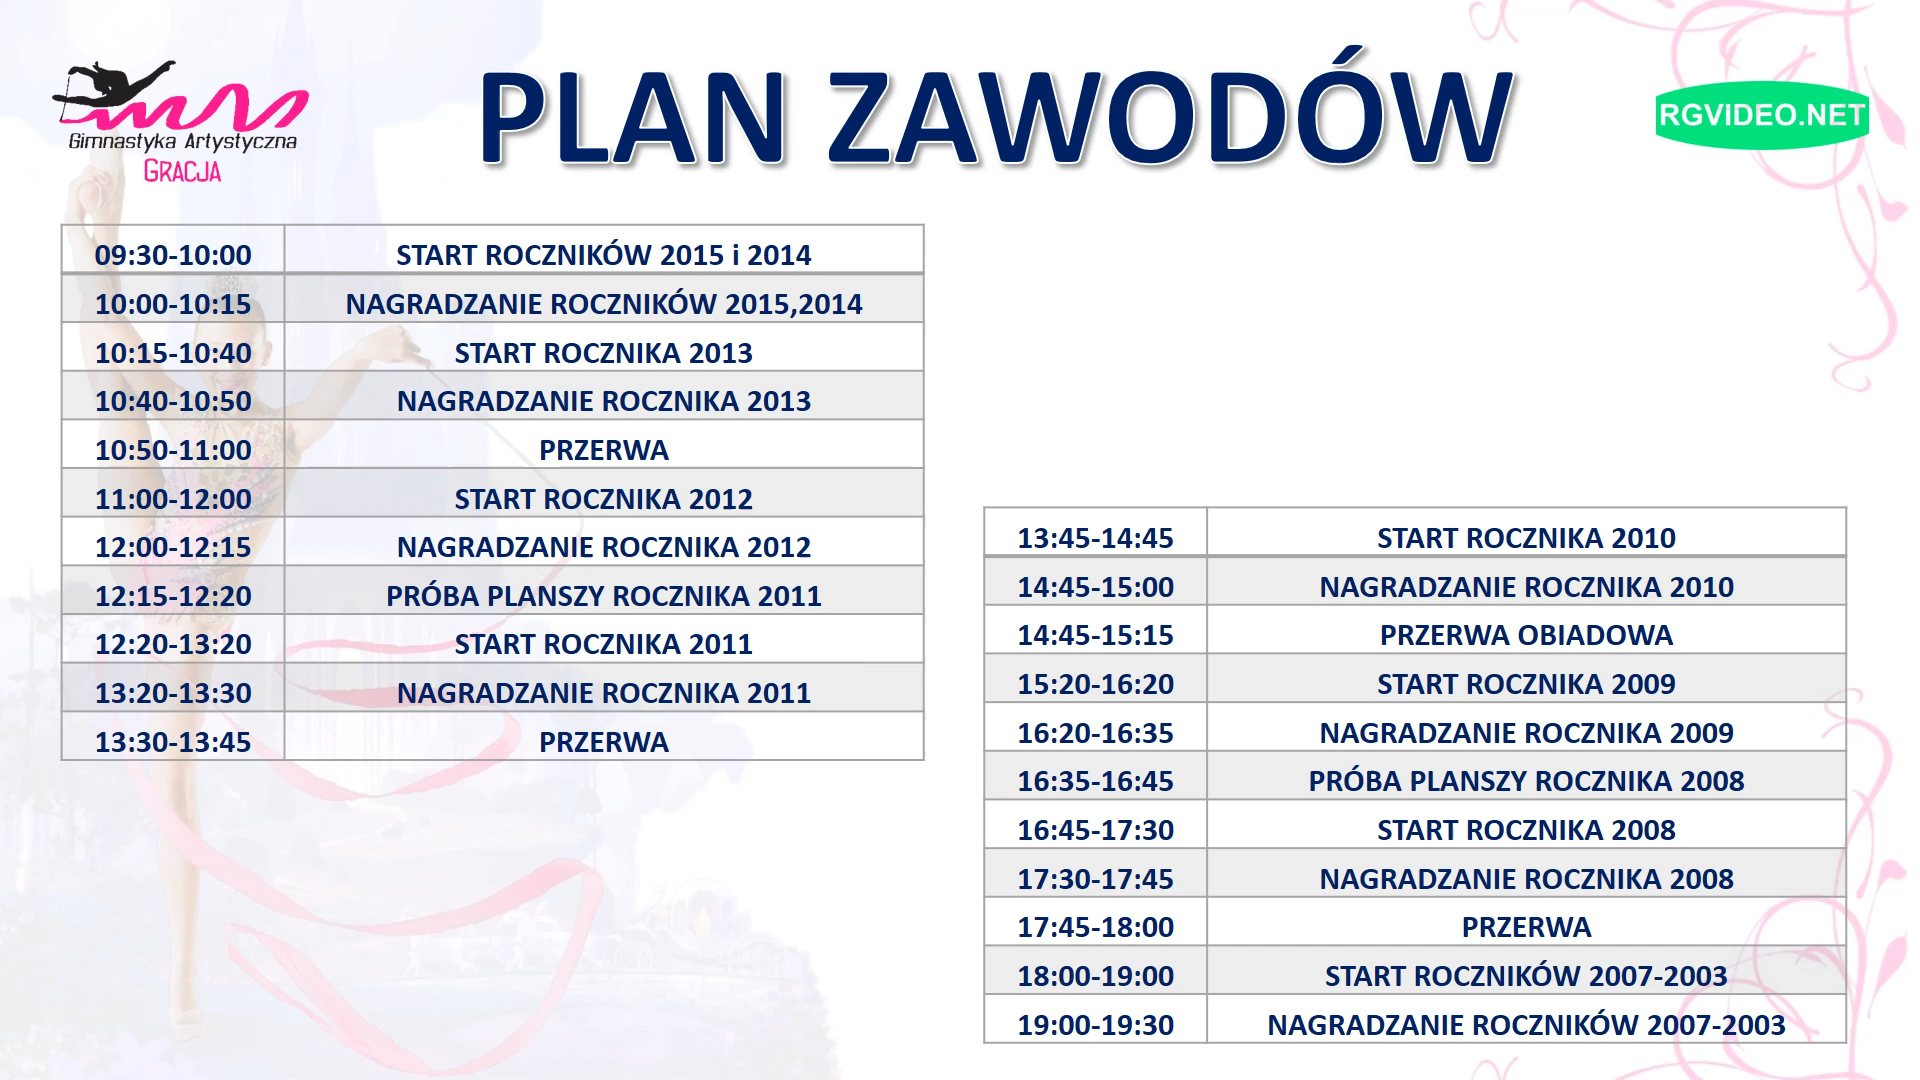 Gimnastyka Artystyczna
GRACJA
PLAN ZAWODÓW
RGVIDEO.NET
09:30-10:00 START ROCZNIKÓW 2015 i 2014
10:00-10:15 NAGRADZANIE ROCZNIKÓW 2015,2014
10:15-10:40 START ROCZNIKA 2013
10:40-10:50 NAGRADZANIE ROCZNIKA 2013
10:50-11:00 PRZERWA
11:00-12:00 START ROCZNIKA 2012
12:00-12:15 NAGRADZANIE ROCZNIKA 2012
12:15-12:20 PRÓBA PLANSZY ROCZNIKA 2011
12:20-13:20 START ROCZNIKA 2011
13:20-13:30 NAGRADZANIE ROCZNIKA 2011
13:30-13:45 PRZERWA
13:45-14:45 START ROCZNIKA 2010
14:45-15:00 NAGRADZANIE ROCZNIKA 2010
14:45-15:15 PRZERWA OBIADOWA
15:20-16:20 START ROCZNIKA 2009
16:20-16:35 NAGRADZANIE ROCZNIKA 2009
16:35-16:45 PRÓBA PLANSZY ROCZNIKA 2008
16:45-17:30 START ROCZNIKA 2008
17:30-17:45 NAGRADZANIE ROCZNIKA 2008
17:45-18:00 PRZERWA
18:00-19:00 START ROCZNIKÓW 2007-2003
19:00-19:30 NAGRADZANIE ROCZNIKÓW 2007-2003